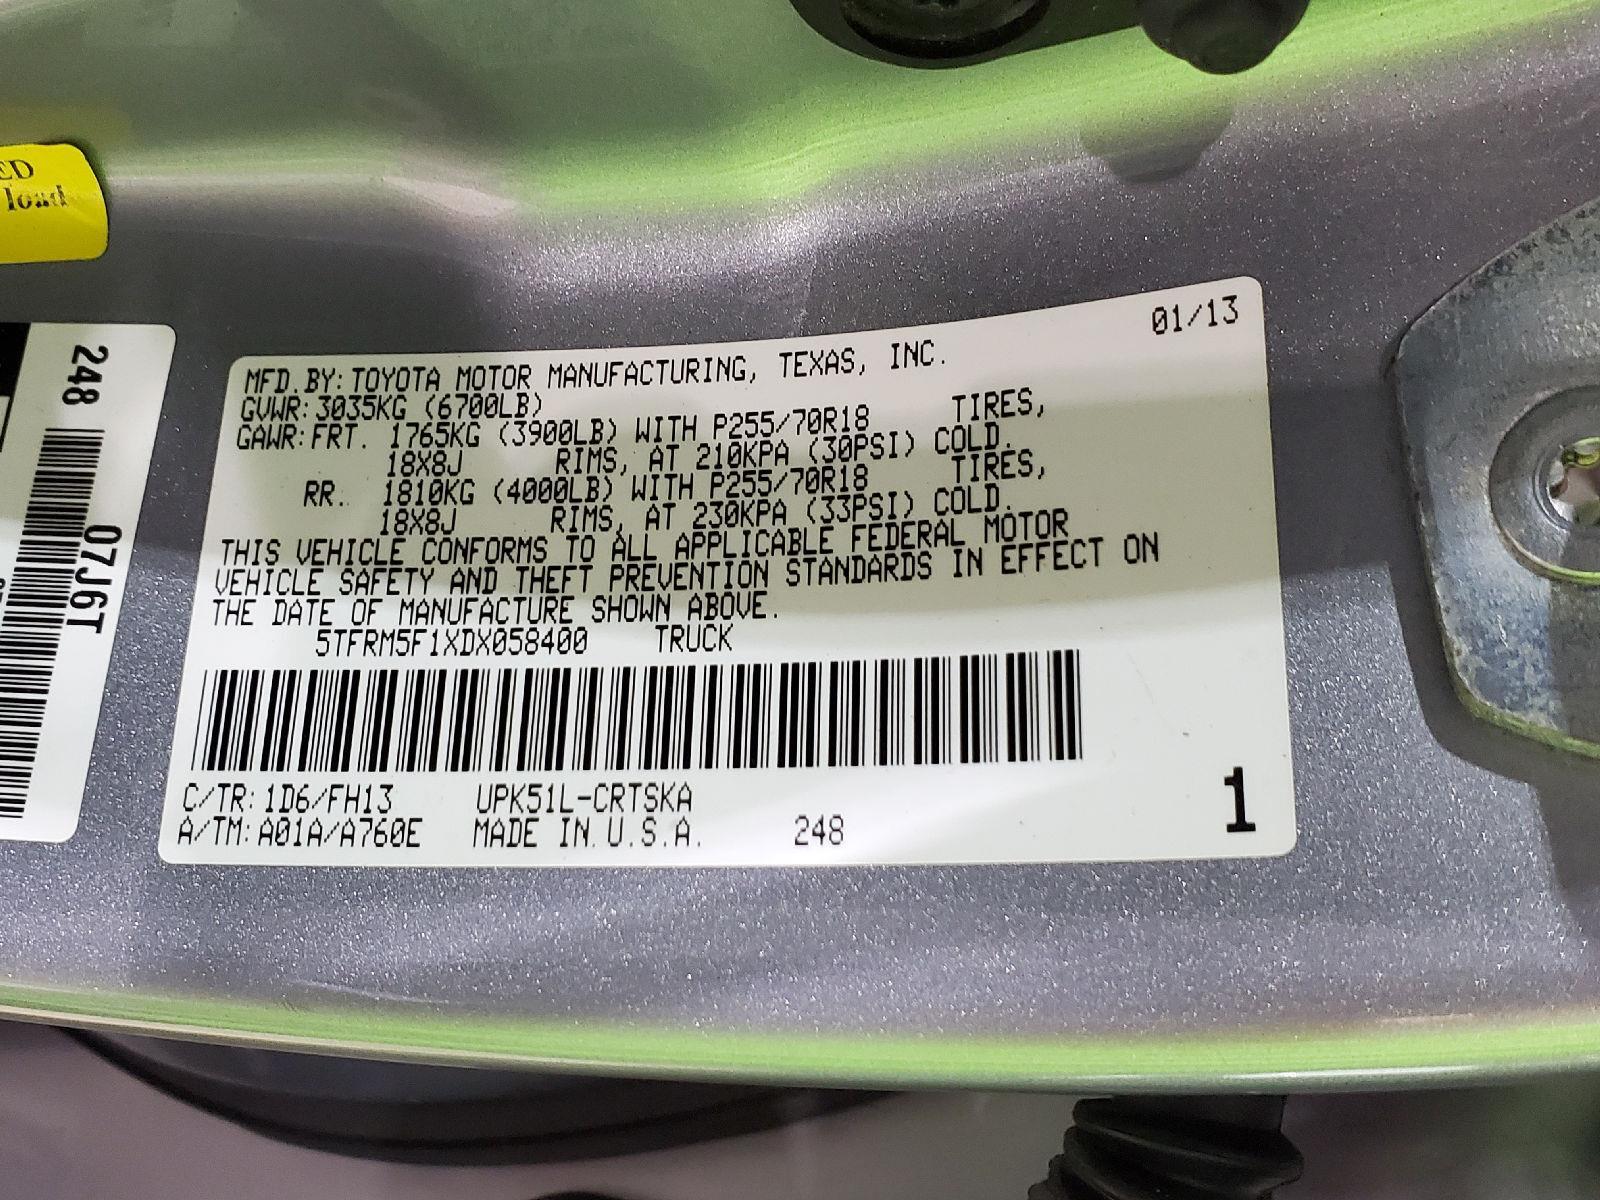 ED
load
248
07J6T
01/13
MFD.BY:TOYOTA MOTOR MANUFACTURING, TEXAS, INC.
GVWR:3035KG (6700LB)
GAWR:FRT. 1765KG (3900LB) WITH P255/70R18 TIRES,
18X8J RIMS, AT 210KPA (30PSI) COLD.
RR. 1810KG (4000LB) WITH P255/70R18 TIRES,
18X8J RIMS, AT 230KPA (33PSI) COLD.
THIS VEHICLE CONFORMS TO ALL APPLICABLE FEDERAL MOTOR
VEHICLE SAFETY AND THEFT PREVENTION STANDARDS IN EFFECT ON
THE DATE OF MANUFACTURE SHOWN ABOVE.
5TFRM5F1XDX058400 TRUCK
C/TR:1D6/FH13 UPK51L-CRTSKA
A/TM:A01A/A760E MADE IN U.S.A. 248
1